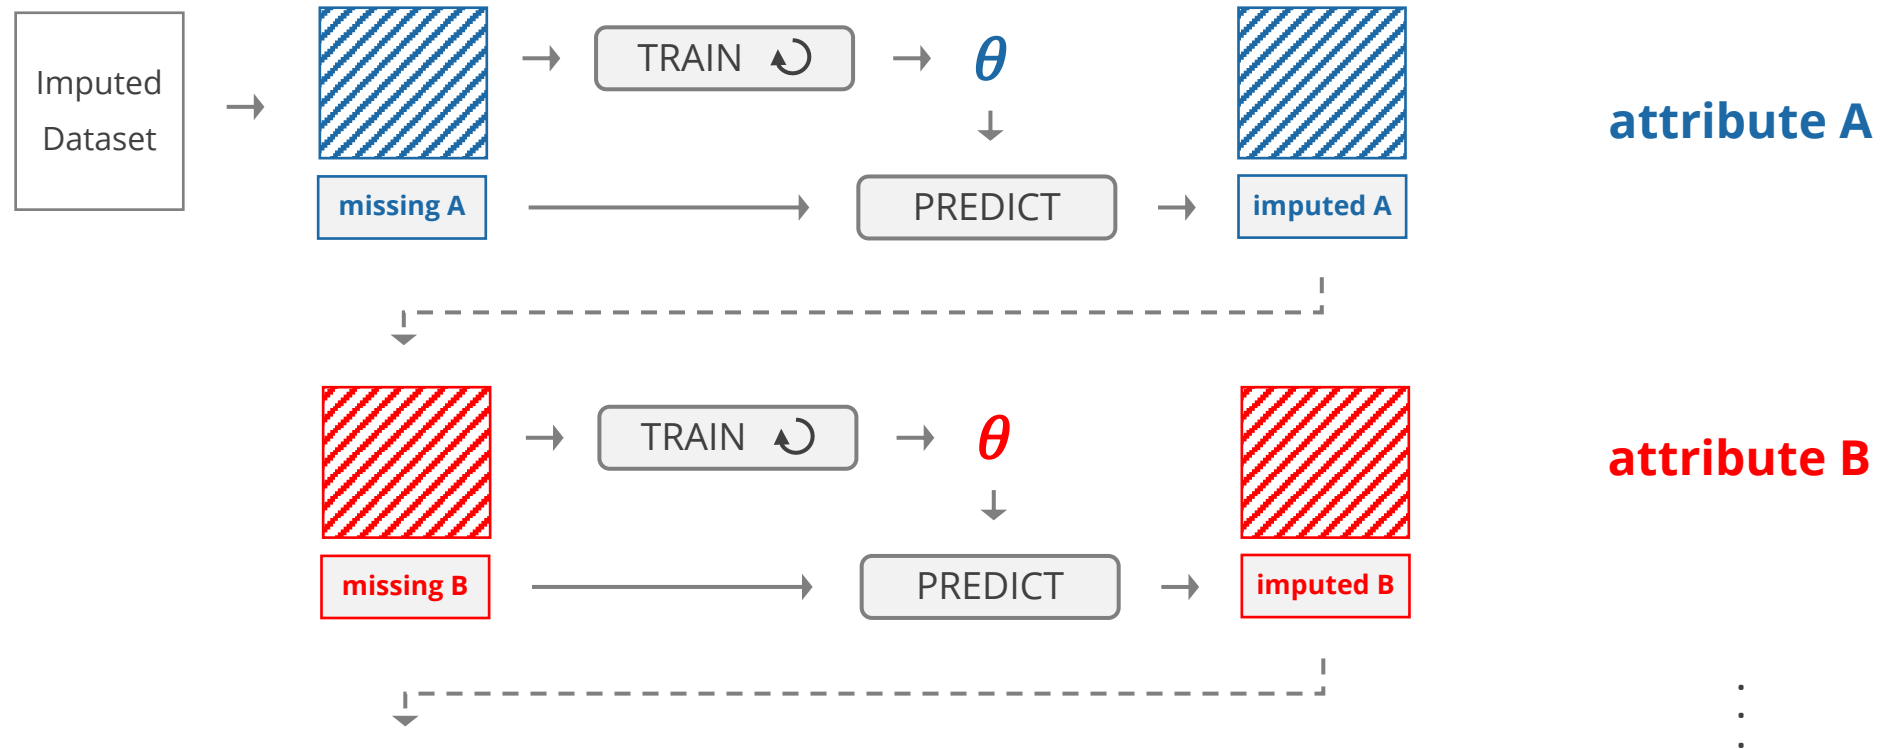 Imputed
Dataset
TRAIN
θ
missing A
PREDICT
imputed A
attribute A
TRAIN
θ
missing B
PREDICT
imputed B
attribute B